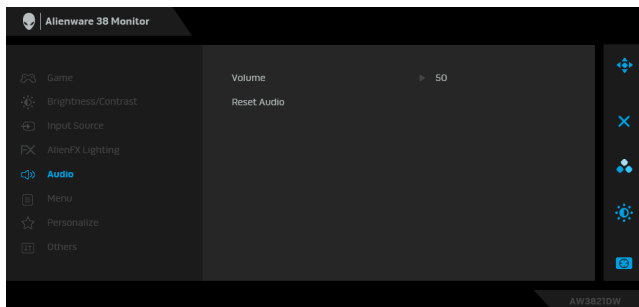 Alienware 38 Monitor
Game
Brightness/Contrast
Input Source
FX AlienFX Lighting
Audio
Menu
Personalize
Others
Volume 50
Reset Audio
AW3821DW